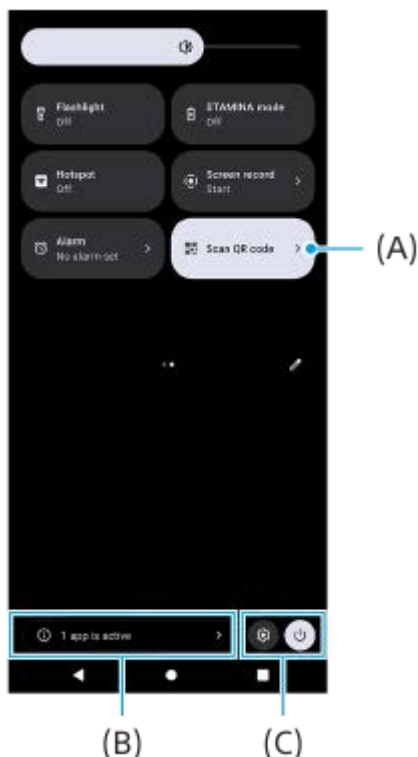 Flashlight
Off
STAMINA mode
Off
Hotspot
Off
Screen record
Start
Alarm
No alarm set
Scan QR code
(A)
1 app is active
(B)
(C)